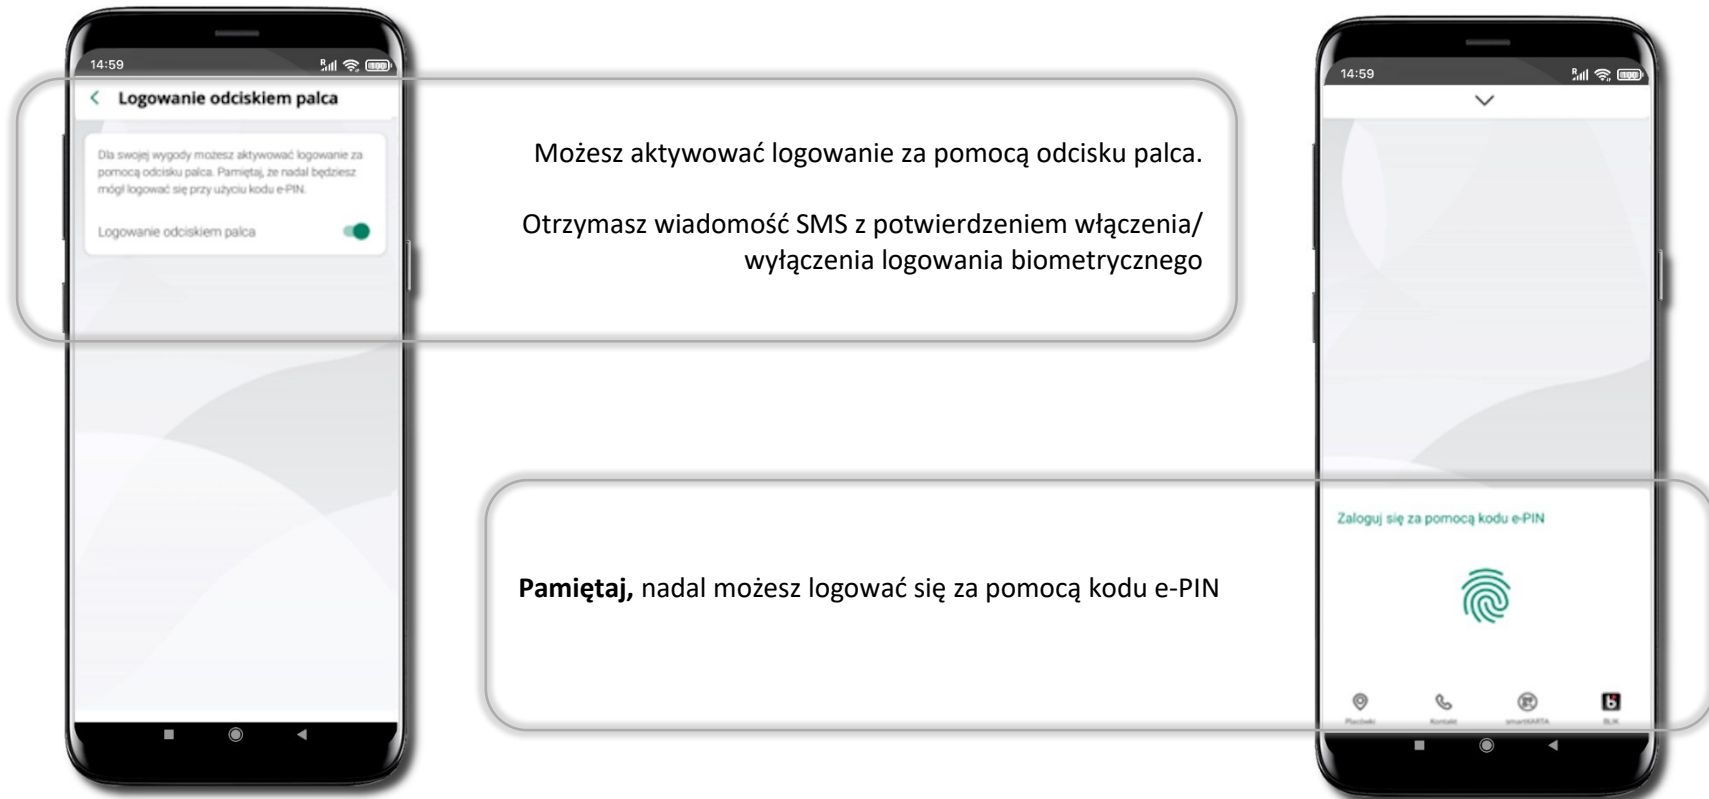 14:59
Logowanie odciskiem palca
Dla swojej wygody możesz aktywować logowanie za
pomocą odcisku palca. Pamiętaj, że nadal będziesz
mógł logować się przy użyciu kodu e-PIN.
Logowanie odciskiem palca
Możesz aktywować logowanie za pomocą odcisku palca.
Otrzymasz wiadomość SMS z potwierdzeniem włączenia/
wyłączenia logowania biometrycznego
Pamiętaj, nadal możesz logować się za pomocą kodu e-PIN
14:59
Zaloguj się za pomocą kodu e-PIN
Placówki
Kontakt
smartKARTA
BLIK